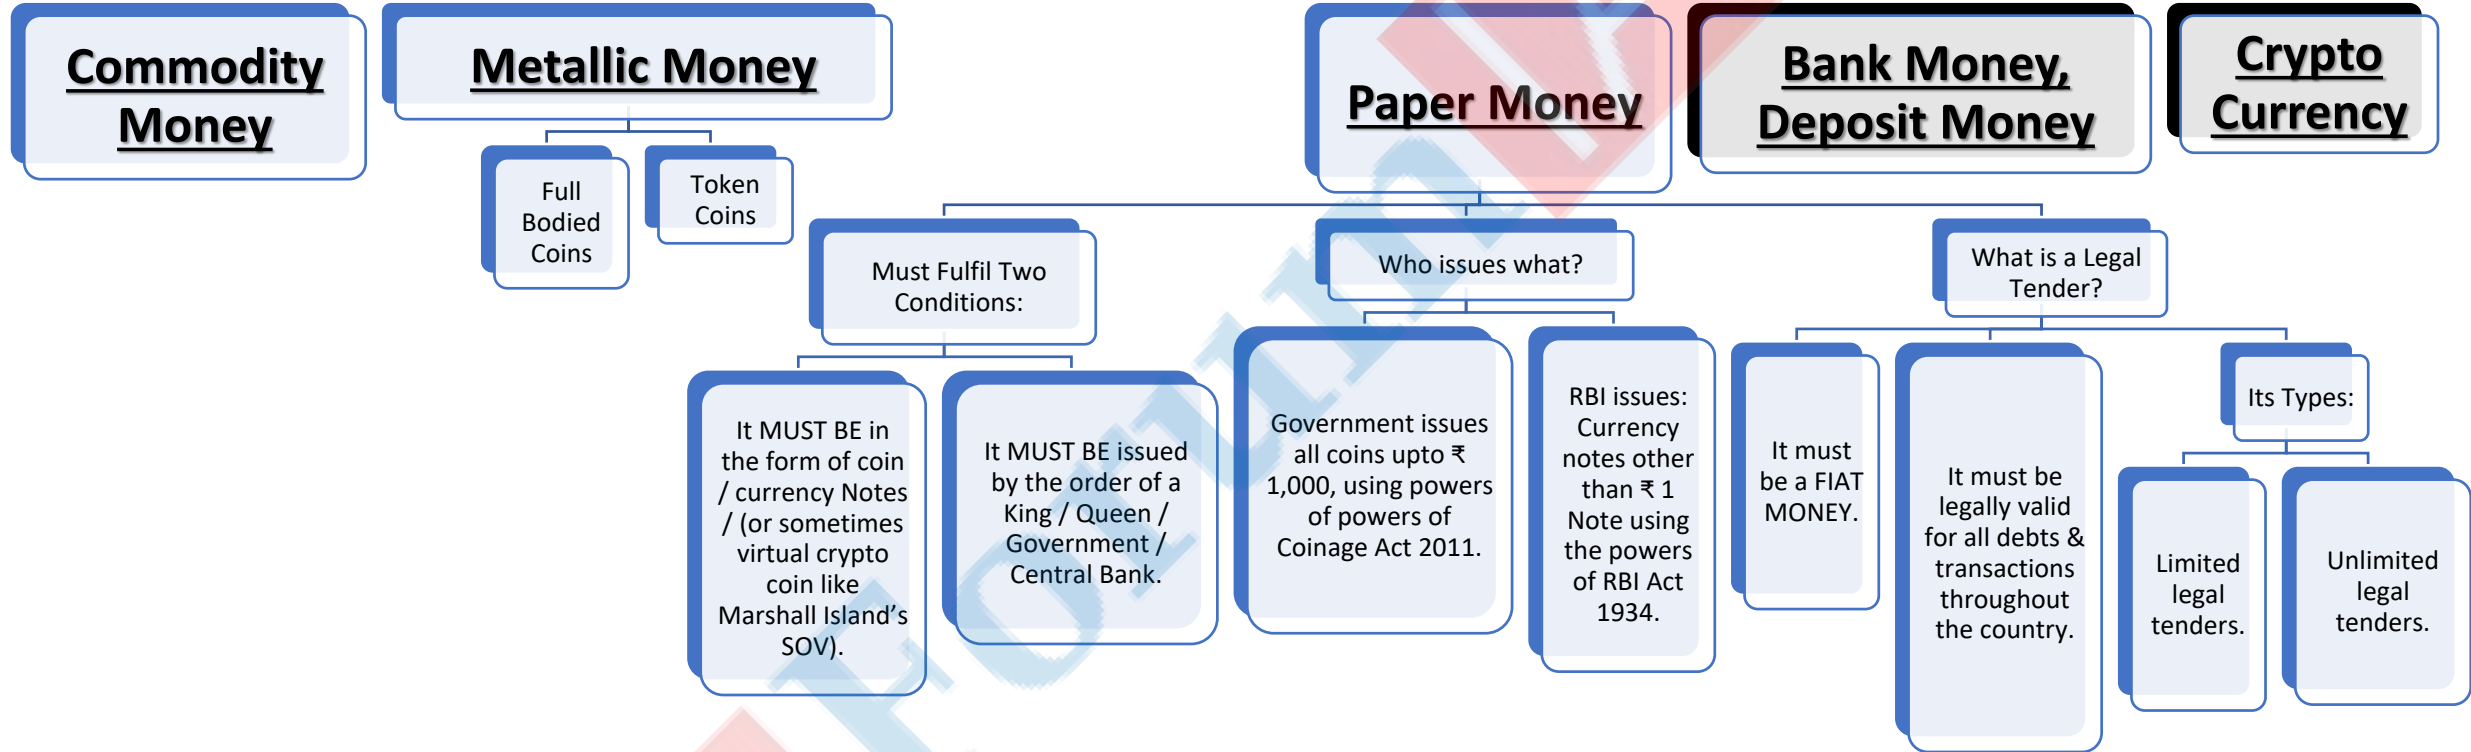 Commodity
Money
Metallic Money
Full
Bodied
Coins
Token
Coins
Paper Money
Must Fulfil Two
Conditions:
It MUST BE in
the form of coin
/ currency Notes
/ (or sometimes
virtual crypto
coin like
Marshall Island’s
SOV).
It MUST BE issued
by the order of a
King / Queen /
Government /
Central Bank.
Who issues what?
Government issues
all coins upto ₹
1,000, using powers
of powers of
Coinage Act 2011.
RBI issues:
Currency
notes other
than ₹ 1
Note using
the powers
of RBI Act
1934.
What is a Legal
Tender?
It must
be a FIAT
MONEY.
It must be
legally valid
for all debts &
transactions
throughout
the country.
Its Types:
Limited
legal
tenders.
Unlimited
legal
tenders.
Bank Money,
Deposit Money
Crypto
Currency
Forum